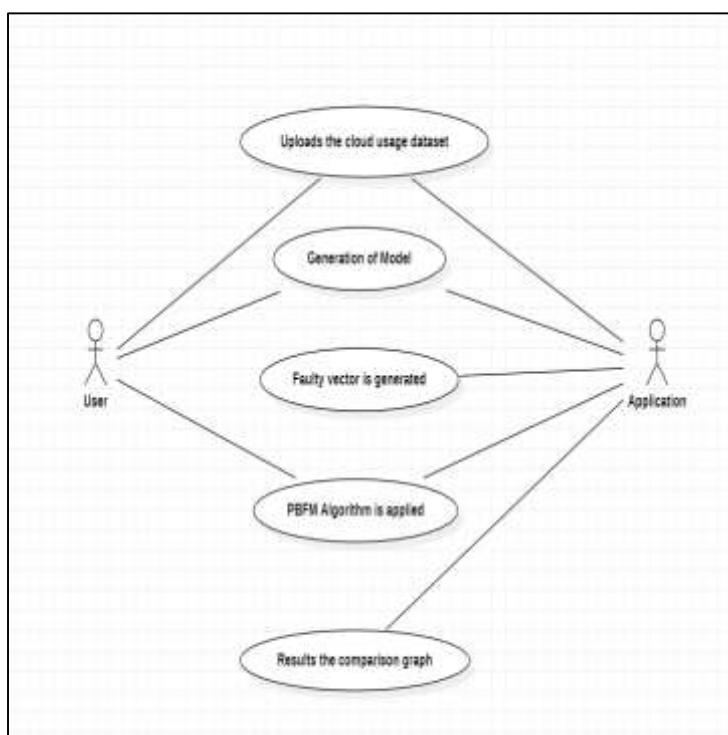 Uploads the cloud usage dataset
Generation of Model
Faulty vector is generated
User
Application
PBFM Algorithm is applied
Results the comparison graph